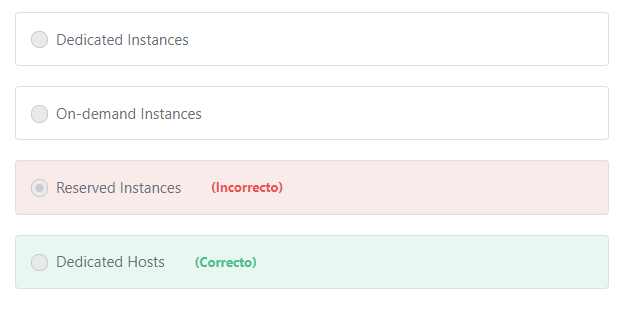 Dedicated Instances
On-demand Instances
Reserved Instances (Incorrecto)
Dedicated Hosts (Correcto)